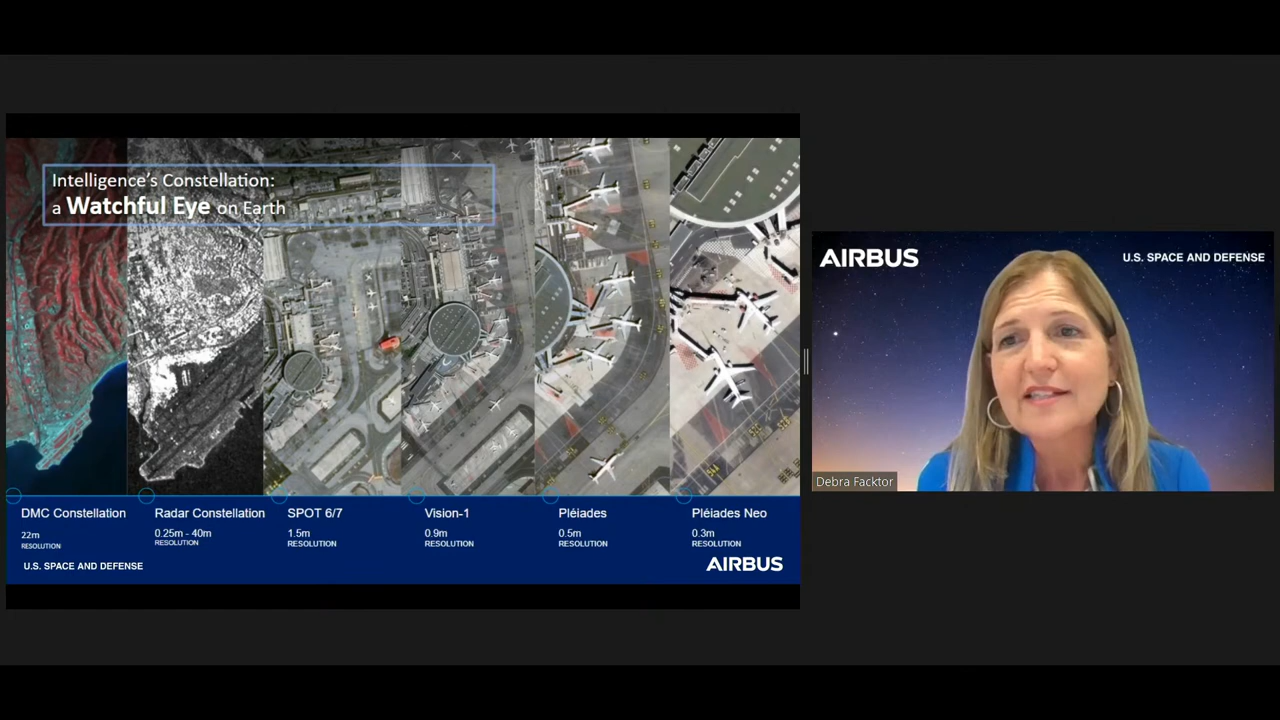 Intelligence's Constellation:
a Watchful Eye on Earth
DMC Constellation
22m
RESOLUTION
Radar Constellation
0.25m - 40m
RESOLUTION
SPOT 6/7
1.5m
RESOLUTION
Vision-1
0.9m
RESOLUTION
Pléiades
0.5m
RESOLUTION
Pléiades Neo
0.3m
RESOLUTION
U.S. SPACE AND DEFENSE
AIRBUS
AIRBUS
U.S. SPACE AND DEFENSE
Debra Facktor